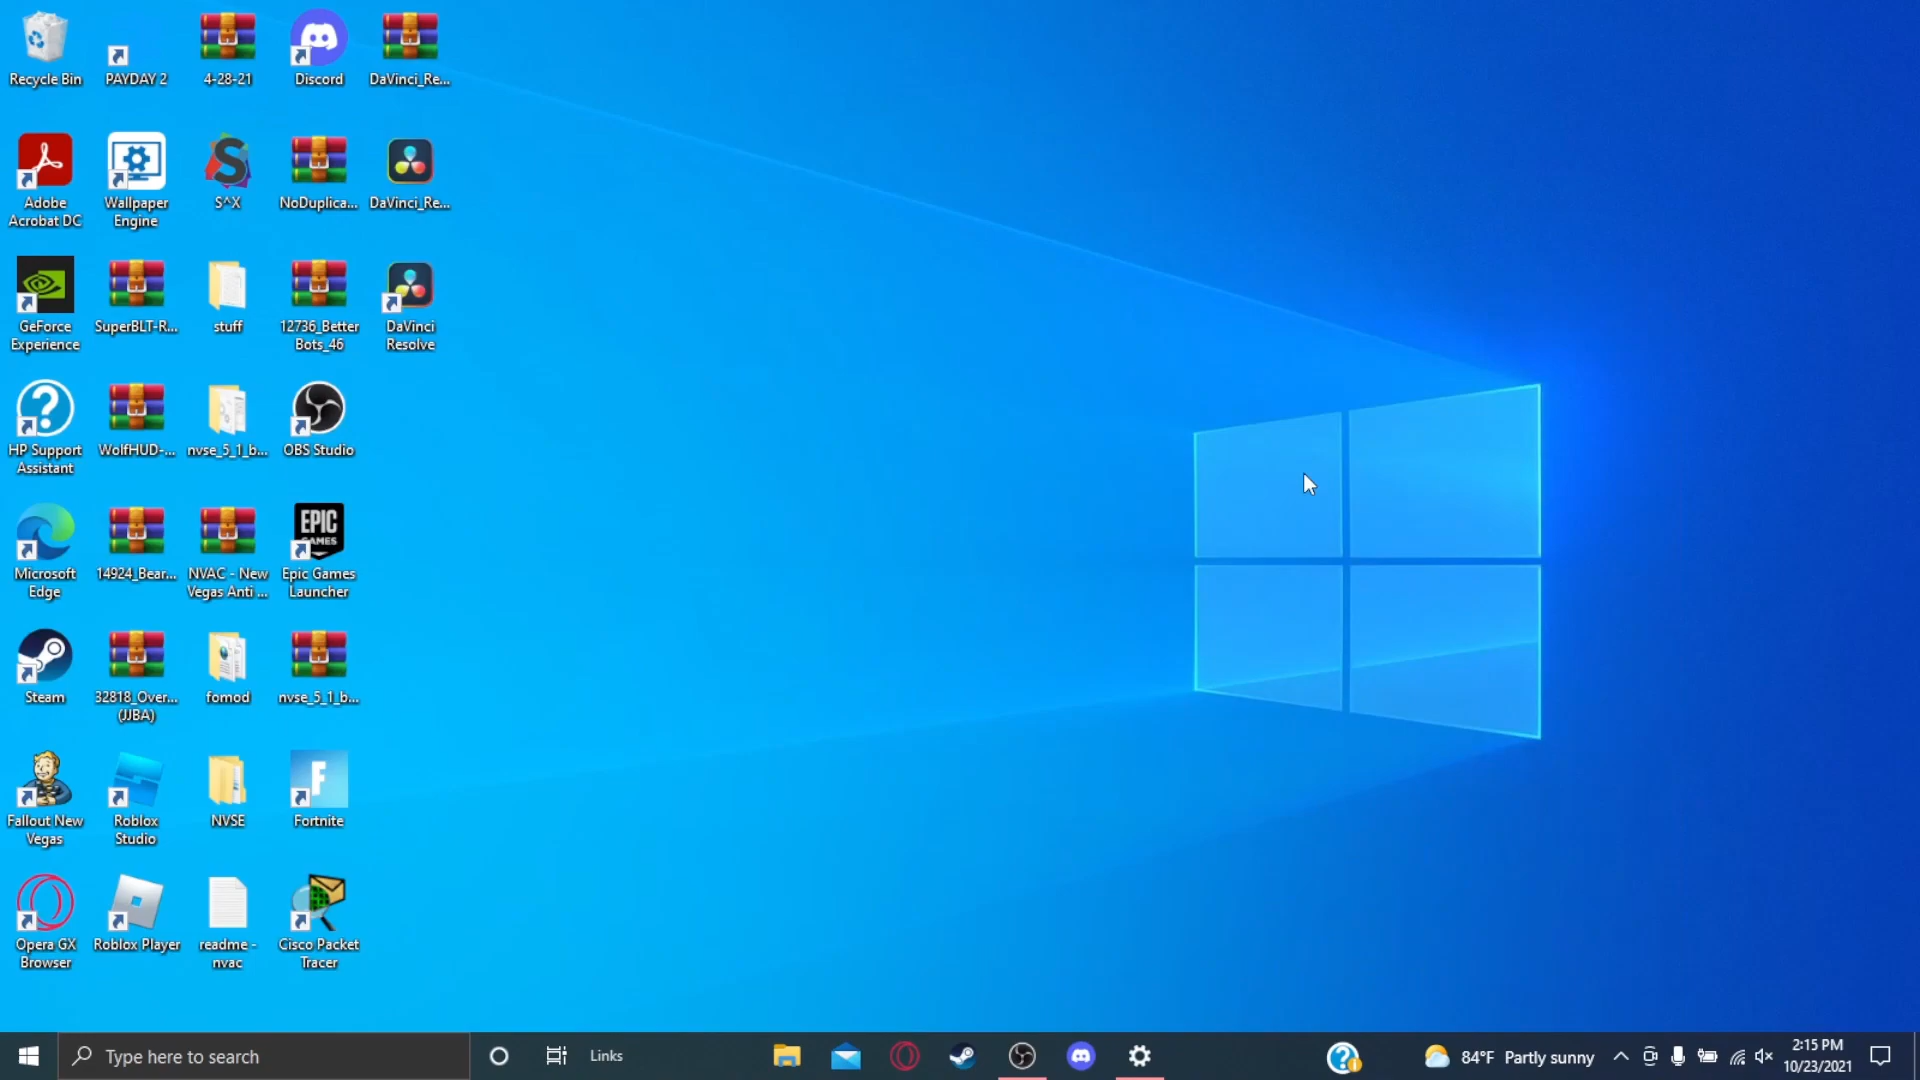 Recycle Bin
PAYDAY 2
4-28-21
Discord
DaVinci_Re...
Adobe
Acrobat DC
Wallpaper
Engine
S^X
NoDuplica...
DaVinci_Re...
GeForce
Experience
SuperBLT-R...
stuff
12736_Better
Bots_46
DaVinci
Resolve
HP Support
Assistant
WolfHUD-...
nvse_5_1_b...
OBS Studio
Microsoft
Edge
14924_Bear...
NVAC - New
Vegas Anti ...
EPIC
GAMES
Epic Games
Launcher
Steam
32818_Over...
(JJBA)
fomod
nvse_5_1_b...
Fallout New
Vegas
Roblox
Studio
NVSE
F
Fortnite
Opera GX
Browser
Roblox Player
readme -
nvac
Cisco Packet
Tracer
Type here to search
Links
84°F Partly sunny
2:15 PM
10/23/2021